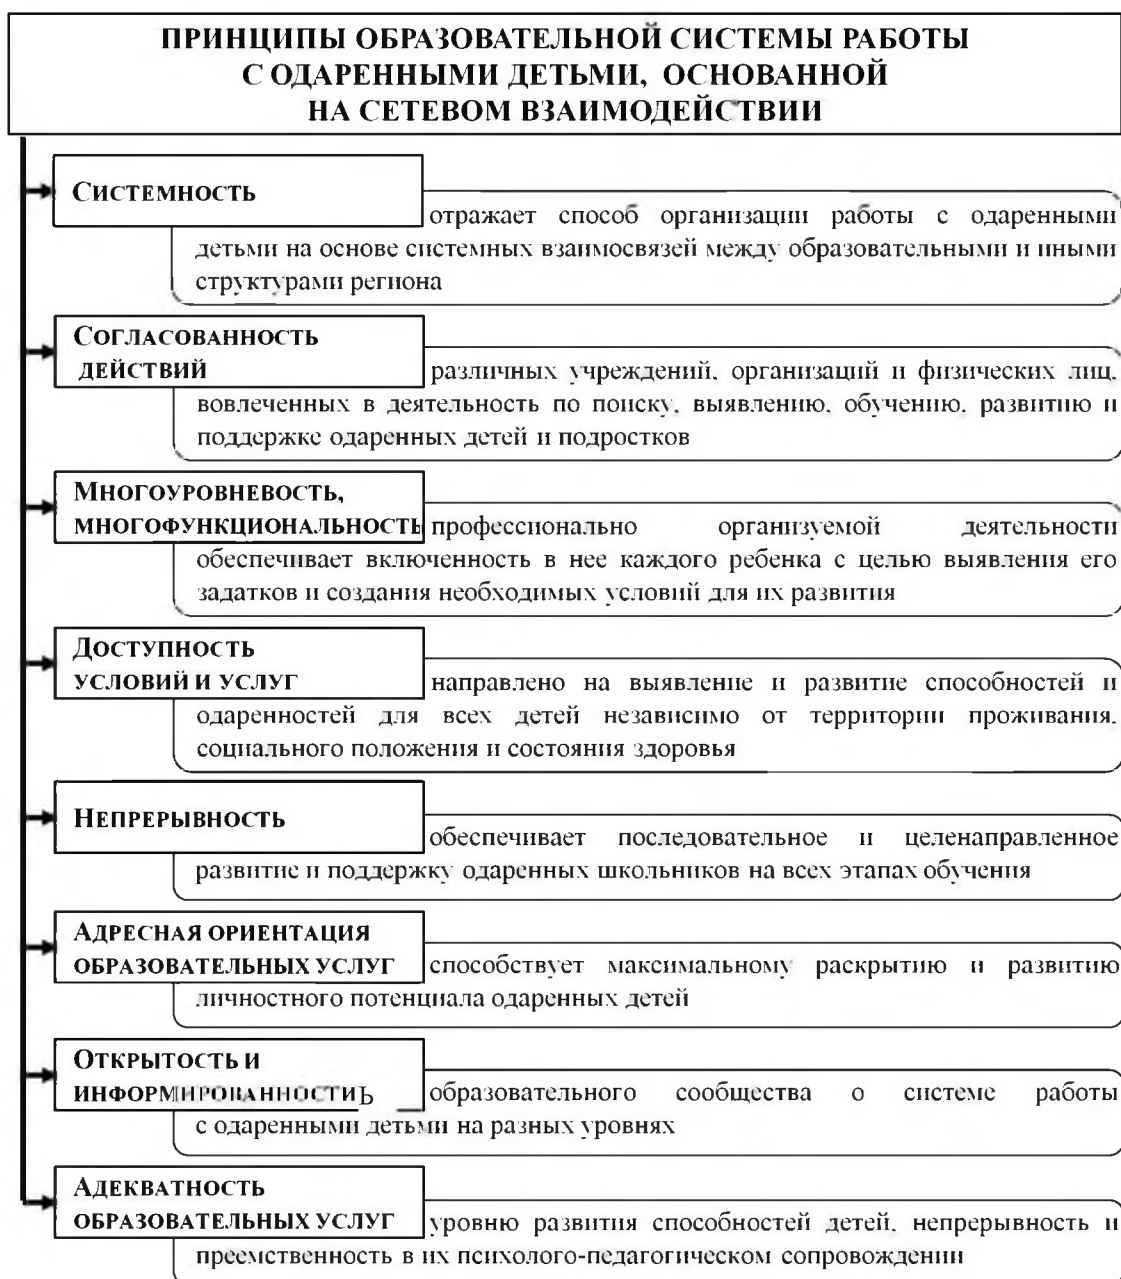 ПРИНЦИПЫ ОБРАЗОВАТЕЛЬНОЙ СИСТЕМЫ РАБОТЫ
С ОДАРЕННЫМИ ДЕТЬМИ, ОСНОВАННОЙ
НА СЕТЕВОМ ВЗАИМОДЕЙСТВИИ
СИСТЕМНОСТЬ
отражает способ организации работы с одаренными
детьми на основе системных взаимосвязей между образовательными и иными
структурами региона
СОГЛАСОВАННОСТЬ
ДЕЙСТВИЙ
различных учреждений, организаций и физических лиц,
вовлеченных в деятельность по поиску, выявлению, обучению, развитию и
поддержке одаренных детей и подростков
МНОГОУРОВНЕВОСТЬ,
МНОГОФУНКЦИОНАЛЬНОСТЬ
профессионально организуемой деятельности
обеспечивает включенность в нее каждого ребенка с целью выявления его
задатков и создания необходимых условий для их развития
ДОСТУПНОСТЬ
УСЛОВИЙ И УСЛУГ
направлено на выявление и развитие способностей и
одаренностей для всех детей независимо от территории проживания,
социального положения и состояния здоровья
НЕПРЕРЫВНОСТЬ
обеспечивает последовательное и целенаправленное
развитие и поддержку одаренных школьников на всех этапах обучения
АДРЕСНАЯ ОРИЕНТАЦИЯ
ОБРАЗОВАТЕЛЬНЫХ УСЛУГ
способствует максимальному раскрытию и развитию
личностного потенциала одаренных детей
ОТКРЫТОСТЬ И
ИНФОРМИРОВАННОСТИЬ
образовательного сообщества о системе работы
с одаренными детьми на разных уровнях
АДЕКВАТНОСТЬ
ОБРАЗОВАТЕЛЬНЫХ УСЛУГ
уровню развития способностей детей, непрерывность и
преемственность в их психолого-педагогическом сопровождении